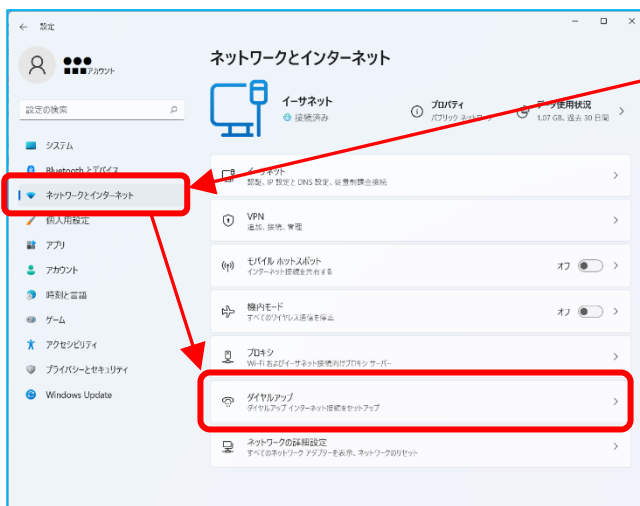 設定
●●●
■■■アカウント
設定の検索
システム
Bluetooth とデバイス
ネットワークとインターネット
個人用設定
アプリ
アカウント
時刻と言語
ゲーム
アクセシビリティ
プライバシーとセキュリティ
Windows Update
ネットワークとインターネット
イーサネット
接続済み
プロパティ
パブリック ネットワーク
データ使用状況
1.07 GB、過去 30 日間
イーサネット
認証、IP 設定と DNS 設定、従量制課金接続
VPN
追加、接続、管理
モバイル ホットスポット
インターネット接続を共有する
オフ
機内モード
すべてのワイヤレス通信を停止
オフ
プロキシ
Wi-Fi およびイーサネット接続向けプロキシ サーバー
ダイヤルアップ
ダイヤルアップ インターネット接続をセットアップ
ネットワークの詳細設定
すべてのネットワーク アダプターを表示、ネットワークのリセット